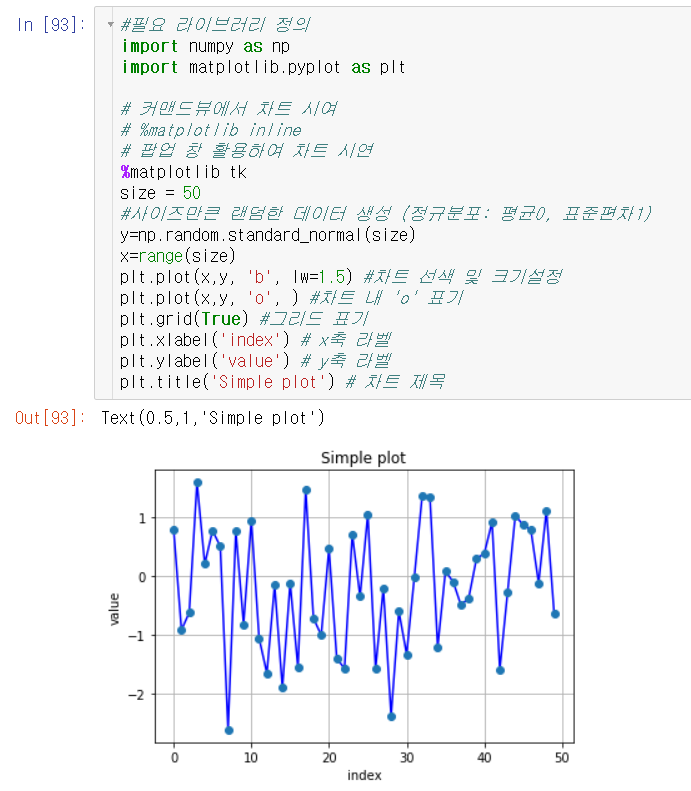 In [93]:
#필요 라이브러리 정의
import numpy as np
import matplotlib.pyplot as plt
# 커맨드뷰에서 차트 시여
# %matplotlib inline
# 팝업 창 활용하여 차트 시연
%matplotlib tk
size = 50
#사이즈만큼 랜덤한 데이터 생성 (정규분포: 평균0, 표준편차1)
y=np.random.standard_normal(size)
x=range(size)
plt.plot(x,y, 'b', lw=1.5) #차트 선색 및 크기설정
plt.plot(x,y, 'o', ) #차트 내 'o' 표기
plt.grid(True) #그리드 표기
plt.xlabel('index') # x축 라벨
plt.ylabel('value') # y축 라벨
plt.title('Simple plot') # 차트 제목
Out[93]: Text(0.5,1,'Simple plot')
Simple plot
1
0
−1
−2
value
0 10 20 30 40 50
index